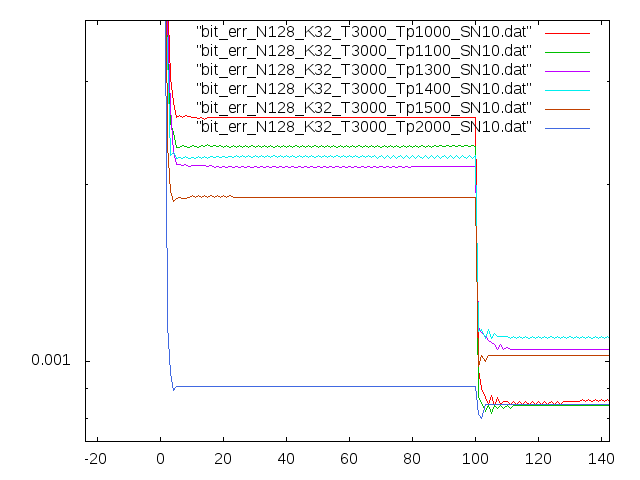 "bit_err_N128_K32_T3000_Tp1000_SN10.dat"
"bit_err_N128_K32_T3000_Tp1100_SN10.dat"
"bit_err_N128_K32_T3000_Tp1300_SN10.dat"
"bit_err_N128_K32_T3000_Tp1400_SN10.dat"
"bit_err_N128_K32_T3000_Tp1500_SN10.dat"
"bit_err_N128_K32_T3000_Tp2000_SN10.dat"
0.001
-20 0 20 40 60 80 100 120 140